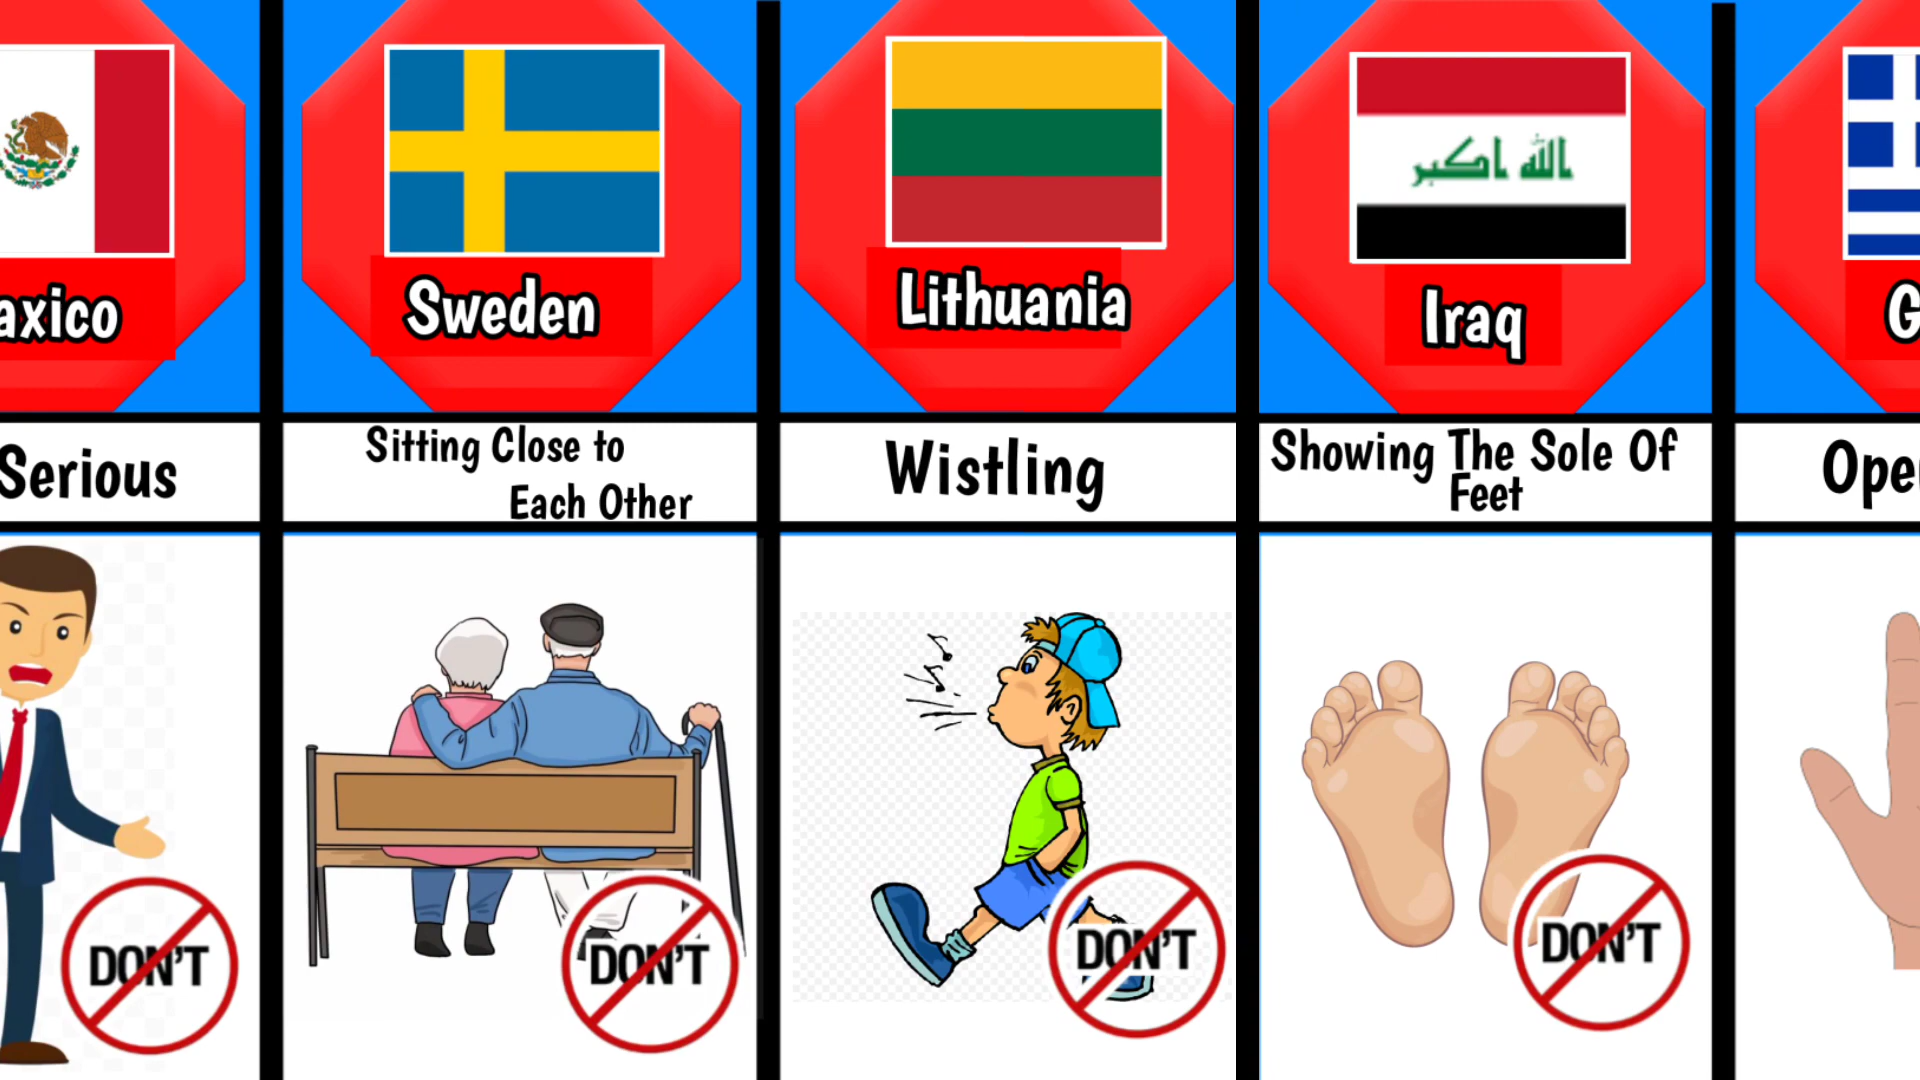 axico
Serious
DON'T
Sweden
Sitting Close to
Each Other
DON'T
Lithuania
Wistling
DON'T
الله اكبر
Iraq
Showing The Sole Of
Feet
DON'T
G
Ope